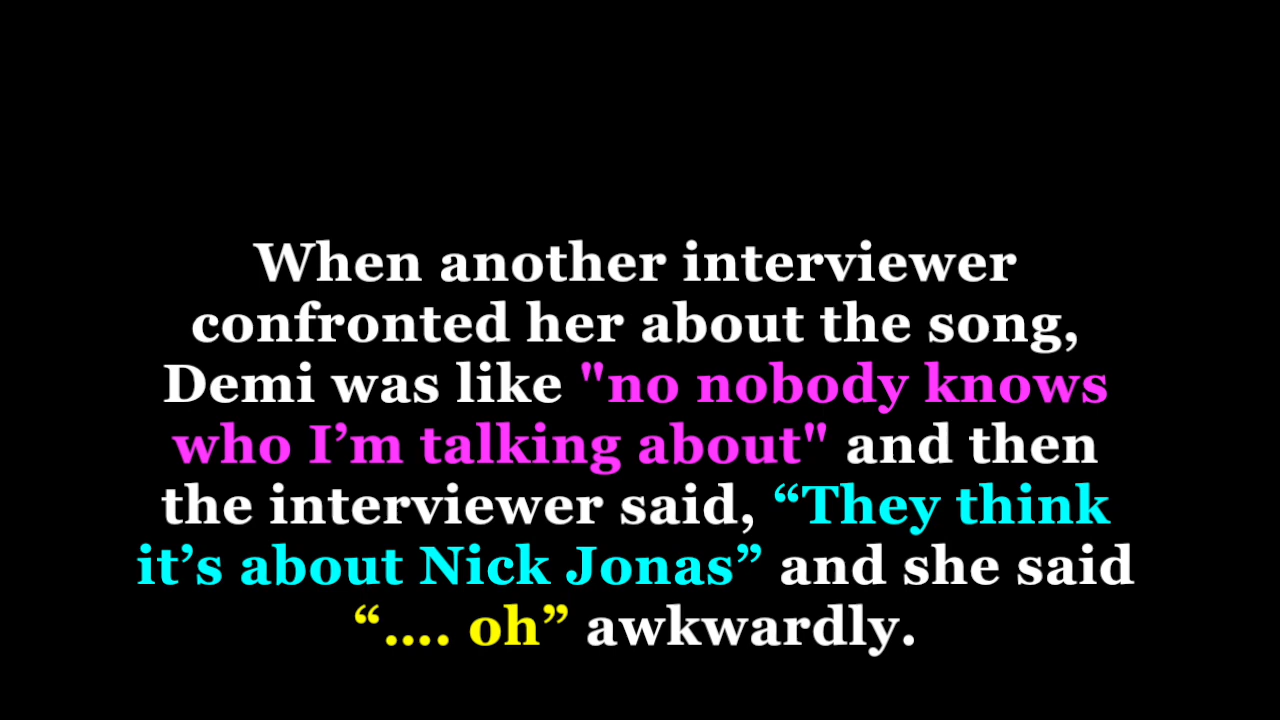 When another interviewer
confronted her about the song,
Demi was like "no nobody knows
who I’m talking about" and then
the interviewer said, “They think
it’s about Nick Jonas” and she said
“.... oh” awkwardly.